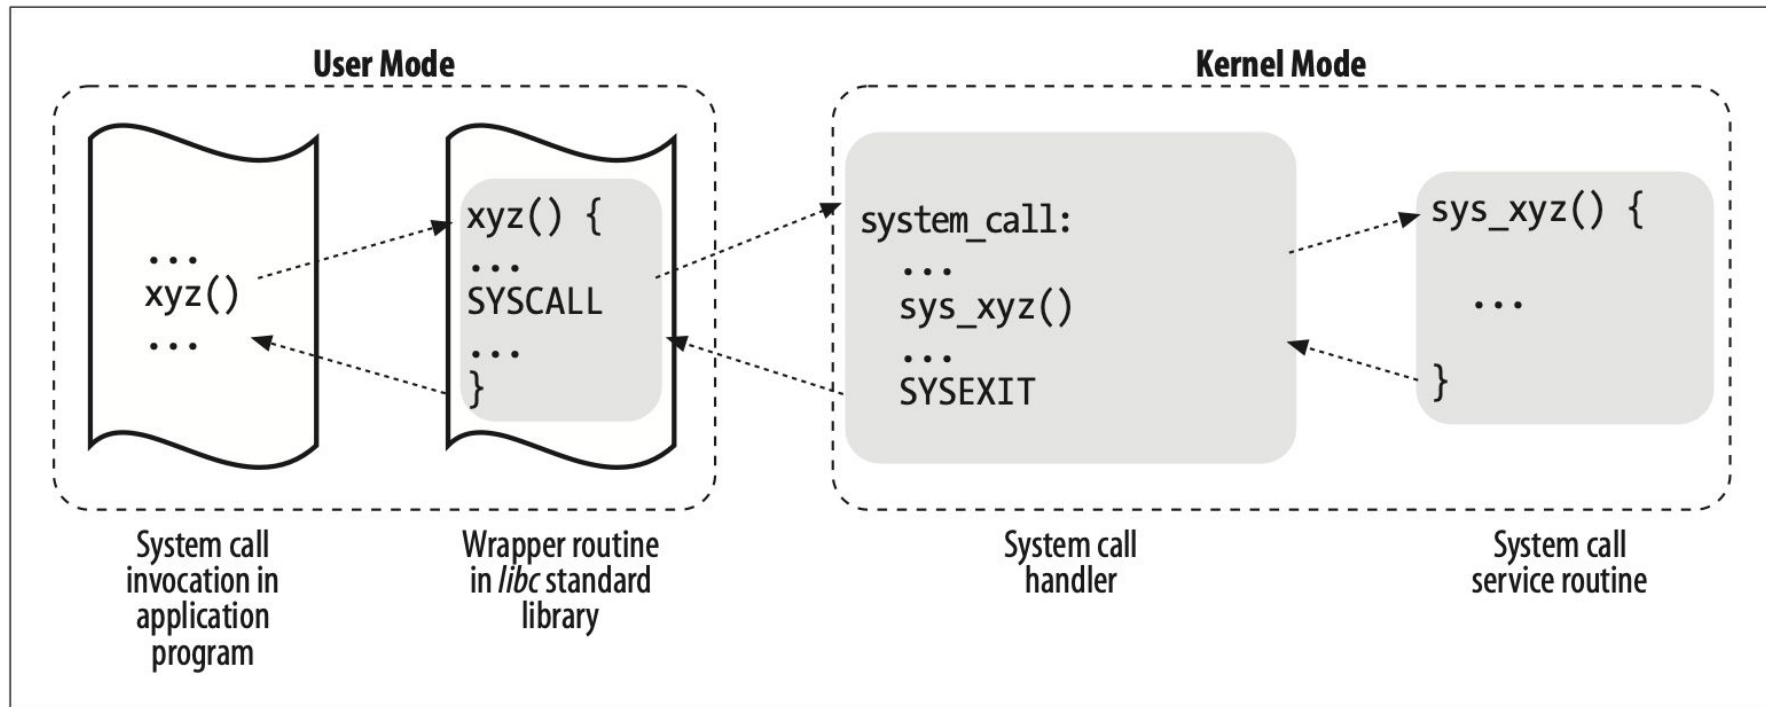 User Mode
Kernel Mode
...
xyz()
...
xyz() {
...
SYSCALL
...
}
system_call:
...
sys_xyz()
...
SYSEXIT
sys_xyz() {
...
}
System call
invocation in
application
program
Wrapper routine
in libc standard
library
System call
handler
System call
service routine